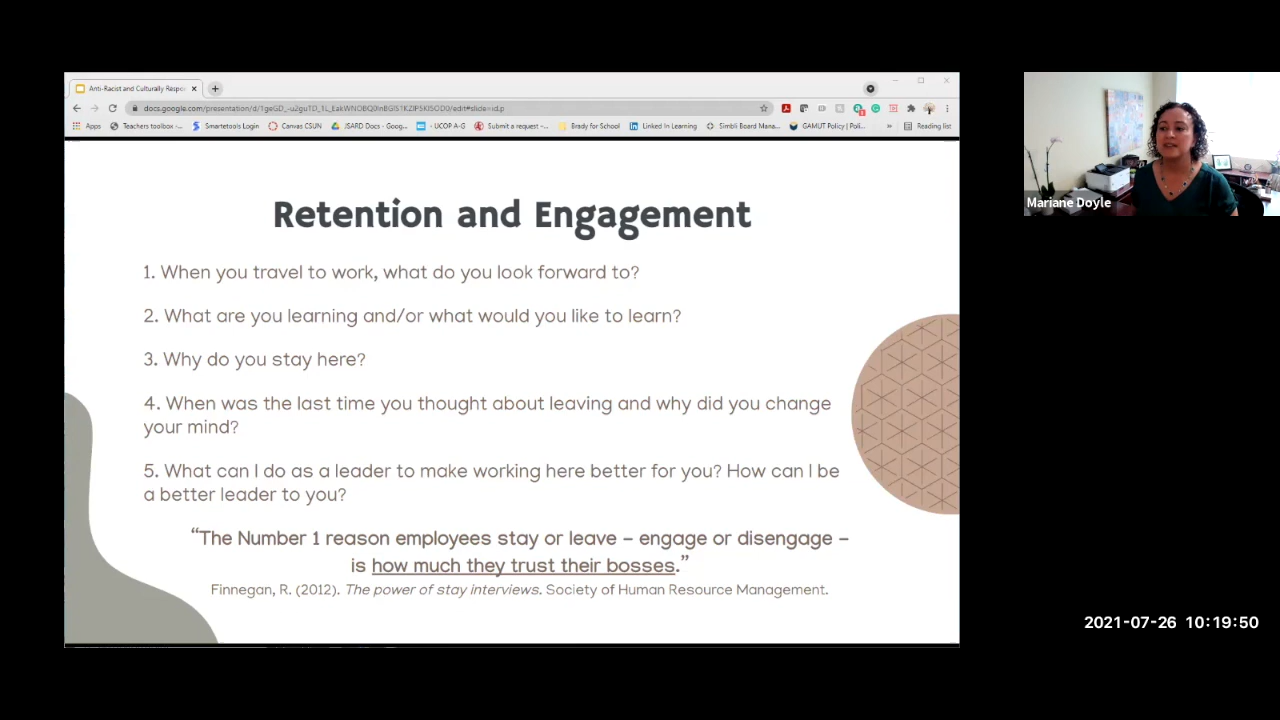 Anti-Racist and Culturally Respo
docs.google.com/presentation/d/
Apps
Teachers toolbox -...
Smartetools Login
Canvas CSUN
JSARD Docs - Goog...
- UCOP A-G
Submit a request -...
Brady for School
Linked In Learning
Simbli Board Mana...
GAMUT Policy | Poli...
»
Reading list
Retention and Engagement
1. When you travel to work, what do you look forward to?
2. What are you learning and/or what would you like to learn?
3. Why do you stay here?
4. When was the last time you thought about leaving and why did you change
your mind?
5. What can I do as a leader to make working here better for you? How can I be
a better leader to you?
“The Number 1 reason employees stay or leave – engage or disengage –
is how much they trust their bosses.”
Finnegan, R. (2012). The power of stay interviews. Society of Human Resource Management.
Mariane Doyle
2021-07-26 10:19:50